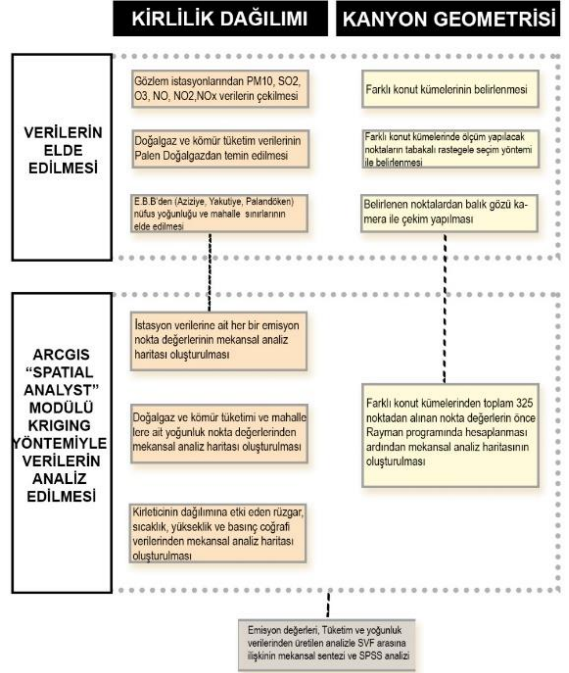 KİRLİLİK DAĞILIMI
KANYON GEOMETRİSİ
VERİLERİN
ELDE
EDİLMESİ
Gözlem istasyonlarından PM10, SO2,
O3, NO, NO2,NOx verilerin çekilmesi
Doğalgaz ve kömür tüketim verilerinin
Palen Doğalgazdan temin edilmesi
E.B.B'den (Aziziye, Yakutiye, Palandöken)
nüfus yoğunluğu ve mahalle sınırlarının
elde edilmesi
Farklı konut kümelerinin belirlenmesi
Farklı konut kümelerinde ölçüm yapılacak
noktaların tabakalı rastegele seçim yöntemi
ile belirlenmesi
Belirlenen noktalardan balık gözü ka-
mera ile çekim yapılması
ARCGIS
“SPATIAL
ANALYST”
MODÜLÜ
KRIGING
YÖNTEMİYLE
VERİLERİN
ANALİZ
EDİLMESİ
İstasyon verilerine ait her bir emisyon
nokta değerlerinin mekansal analiz
haritası oluşturulması
Doğalgaz ve kömür tüketimi ve mahalle
lere ait yoğunluk nokta değerlerinden
mekansal analiz haritası oluşturulması
Kirleticinin dağılımına etki eden rüzgar,
sıcaklık, yükseklik ve basınç coğrafi
verilerinden mekansal analiz haritası
oluşturulması
Farklı konut kümelerinden toplam 325
noktadan alınan nokta değerlerin önce
Rayman programında hesaplanması
ardından mekansal analiz haritasının
oluşturulması
Emisyon değerleri, Tüketim ve yoğunluk
verilerinden üretilen analizle SVF arasına
ilişkinin mekansal sentezi ve SPSS analizi